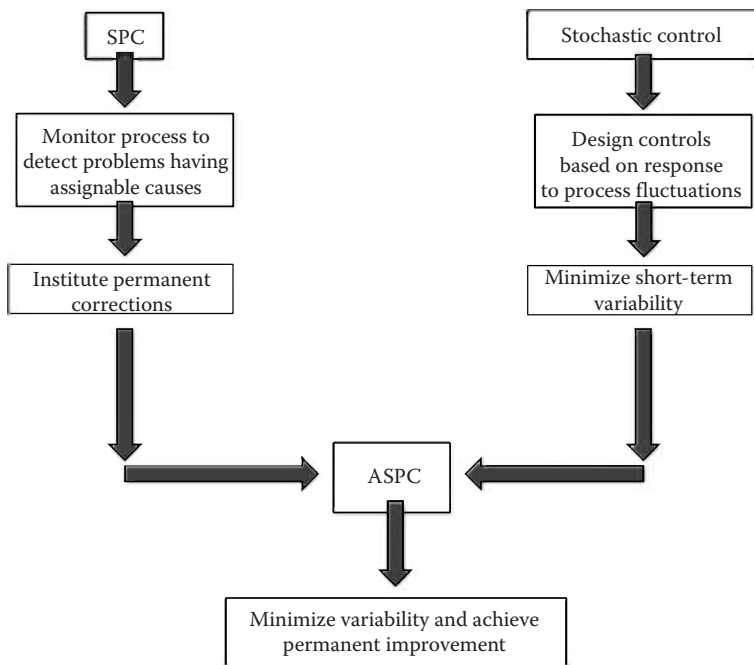 SPC
Monitor process to
detect problems having
assignable causes
Institute permanent
corrections
Stochastic control
Design controls
based on response
to process fluctuations
Minimize short-term
variability
ASPC
Minimize variability and achieve
permanent improvement